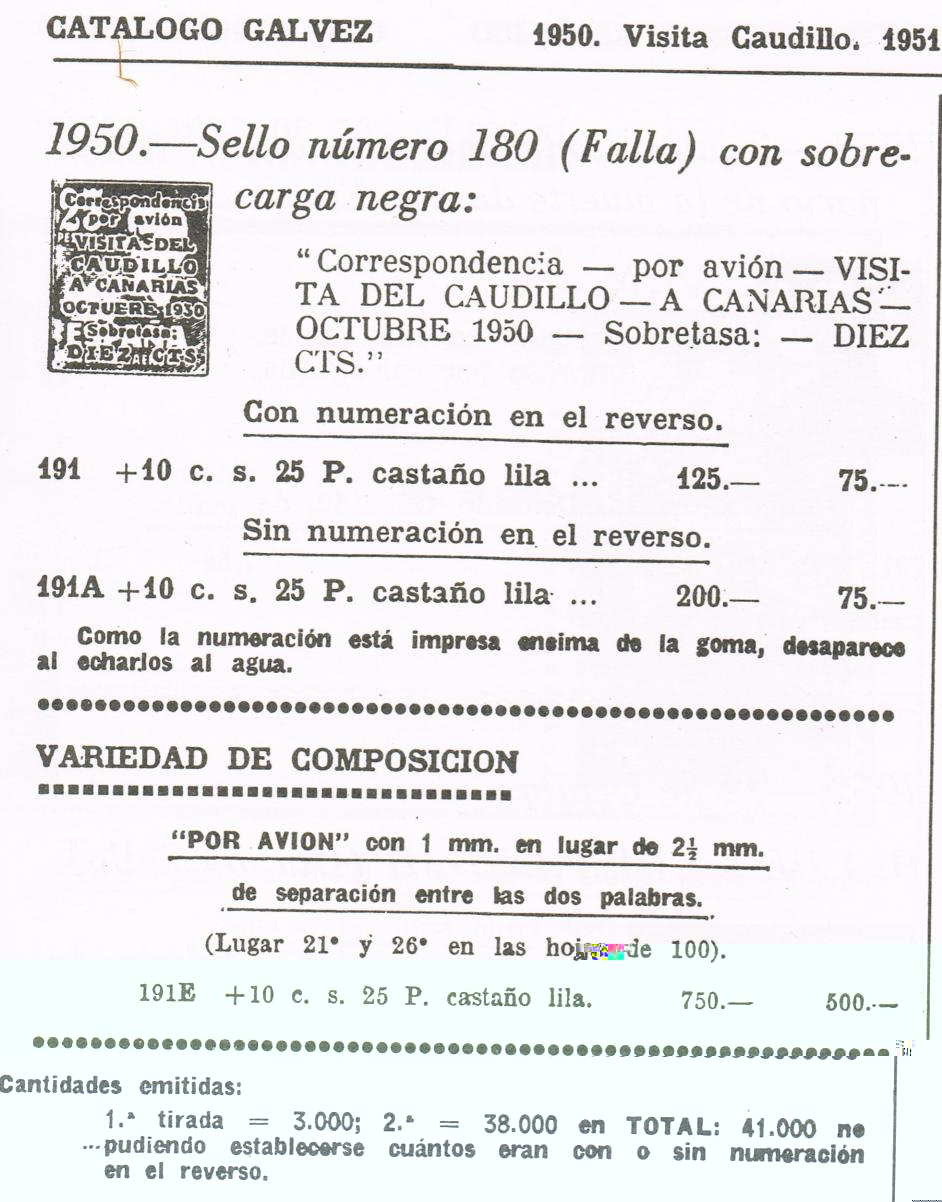 CATALOGO GALVEZ 1950. Visita Caudillo. 1951
1950.—Sello número 180 (Falla) con sobre-
carga negra:
Correspondencia
por avión
VISITA DEL
CAUDILLO
A CANARIAS
OCTUBRE 1950
Sobretasa:
DIEZ CTS
“Correspondencia — por avión — VISI-
TA DEL CAUDILLO — A CANARIAS —
OCTUBRE 1950 — Sobretasa: — DIEZ
CTS.”
Con numeración en el reverso.
191 +10 c. s. 25 P. castaño lila ... 125.— 75.—
Sin numeración en el reverso.
191A +10 c. s. 25 P. castaño lila ... 200.— 75.—
Como la numeración está impresa ensima de la goma, desaparece
al echarlos al agua.
VARIEDAD DE COMPOSICION
“POR AVION” con 1 mm. en lugar de 2½ mm.
de separación entre las dos palabras.
(Lugar 21º y 26º en las hojas de 100).
191E +10 c. s. 25 P. castaño lila. 750.— 500.—
Cantidades emitidas:
1.ª tirada = 3.000; 2.ª = 38.000 en TOTAL: 41.000 no
pudiendo establecerse cuántos eran con o sin numeración
en el reverso.